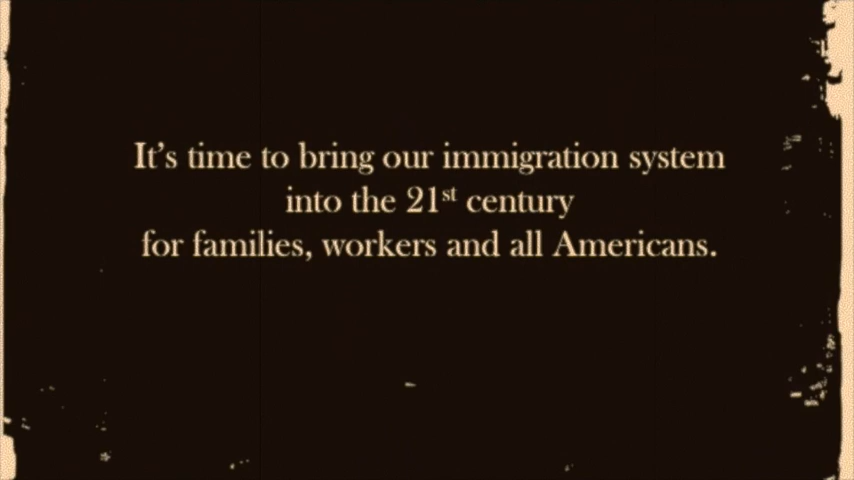 It's time to bring our immigration system
into the 21st century
for families, workers and all Americans.